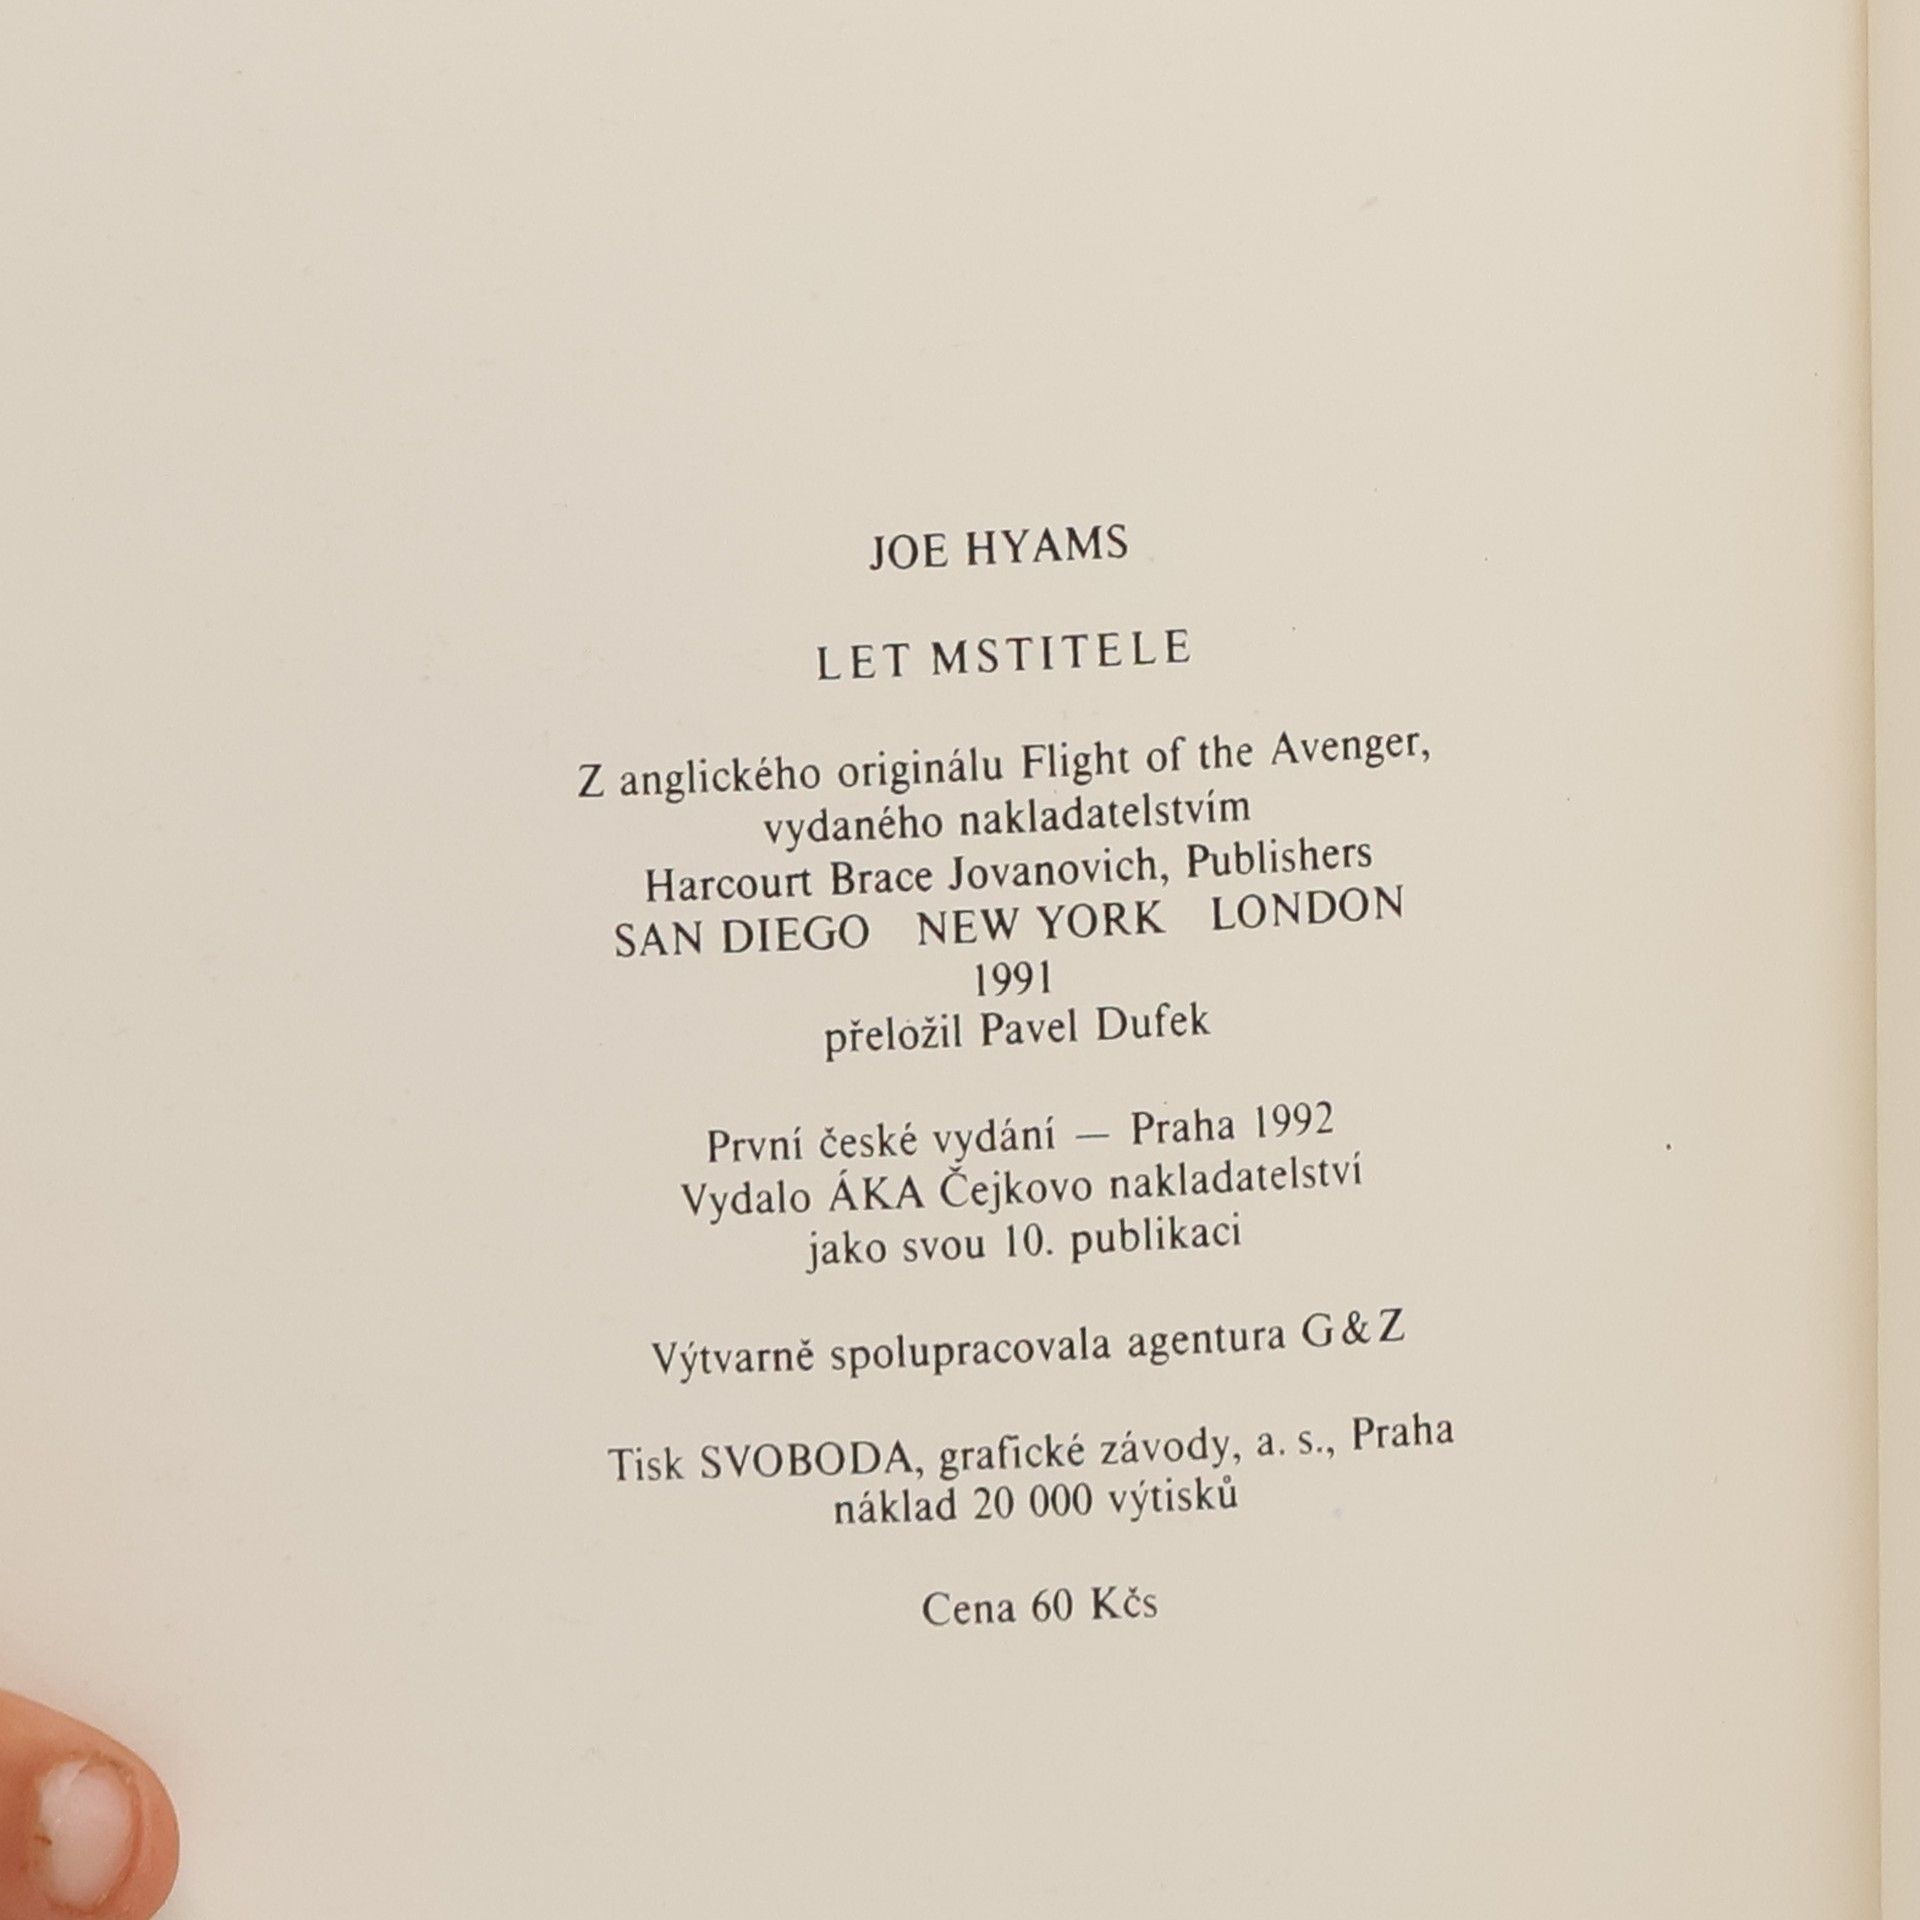 JOE HYAMS
LET MSTITELE
Z anglického originálu Flight of the Avenger,
vydaného nakladatelstvím
Harcourt Brace Jovanovich, Publishers
SAN DIEGO NEW YORK LONDON
1991
přeložil Pavel Dufek
První české vydání — Praha 1992
Vydalo ÁKA Čejkovo nakladatelství
jako svou 10. publikaci
Výtvarně spolupracovala agentura G & Z
Tisk SVOBODA, grafické závody, a. s., Praha
náklad 20 000 výtisků
Cena 60 Kčs